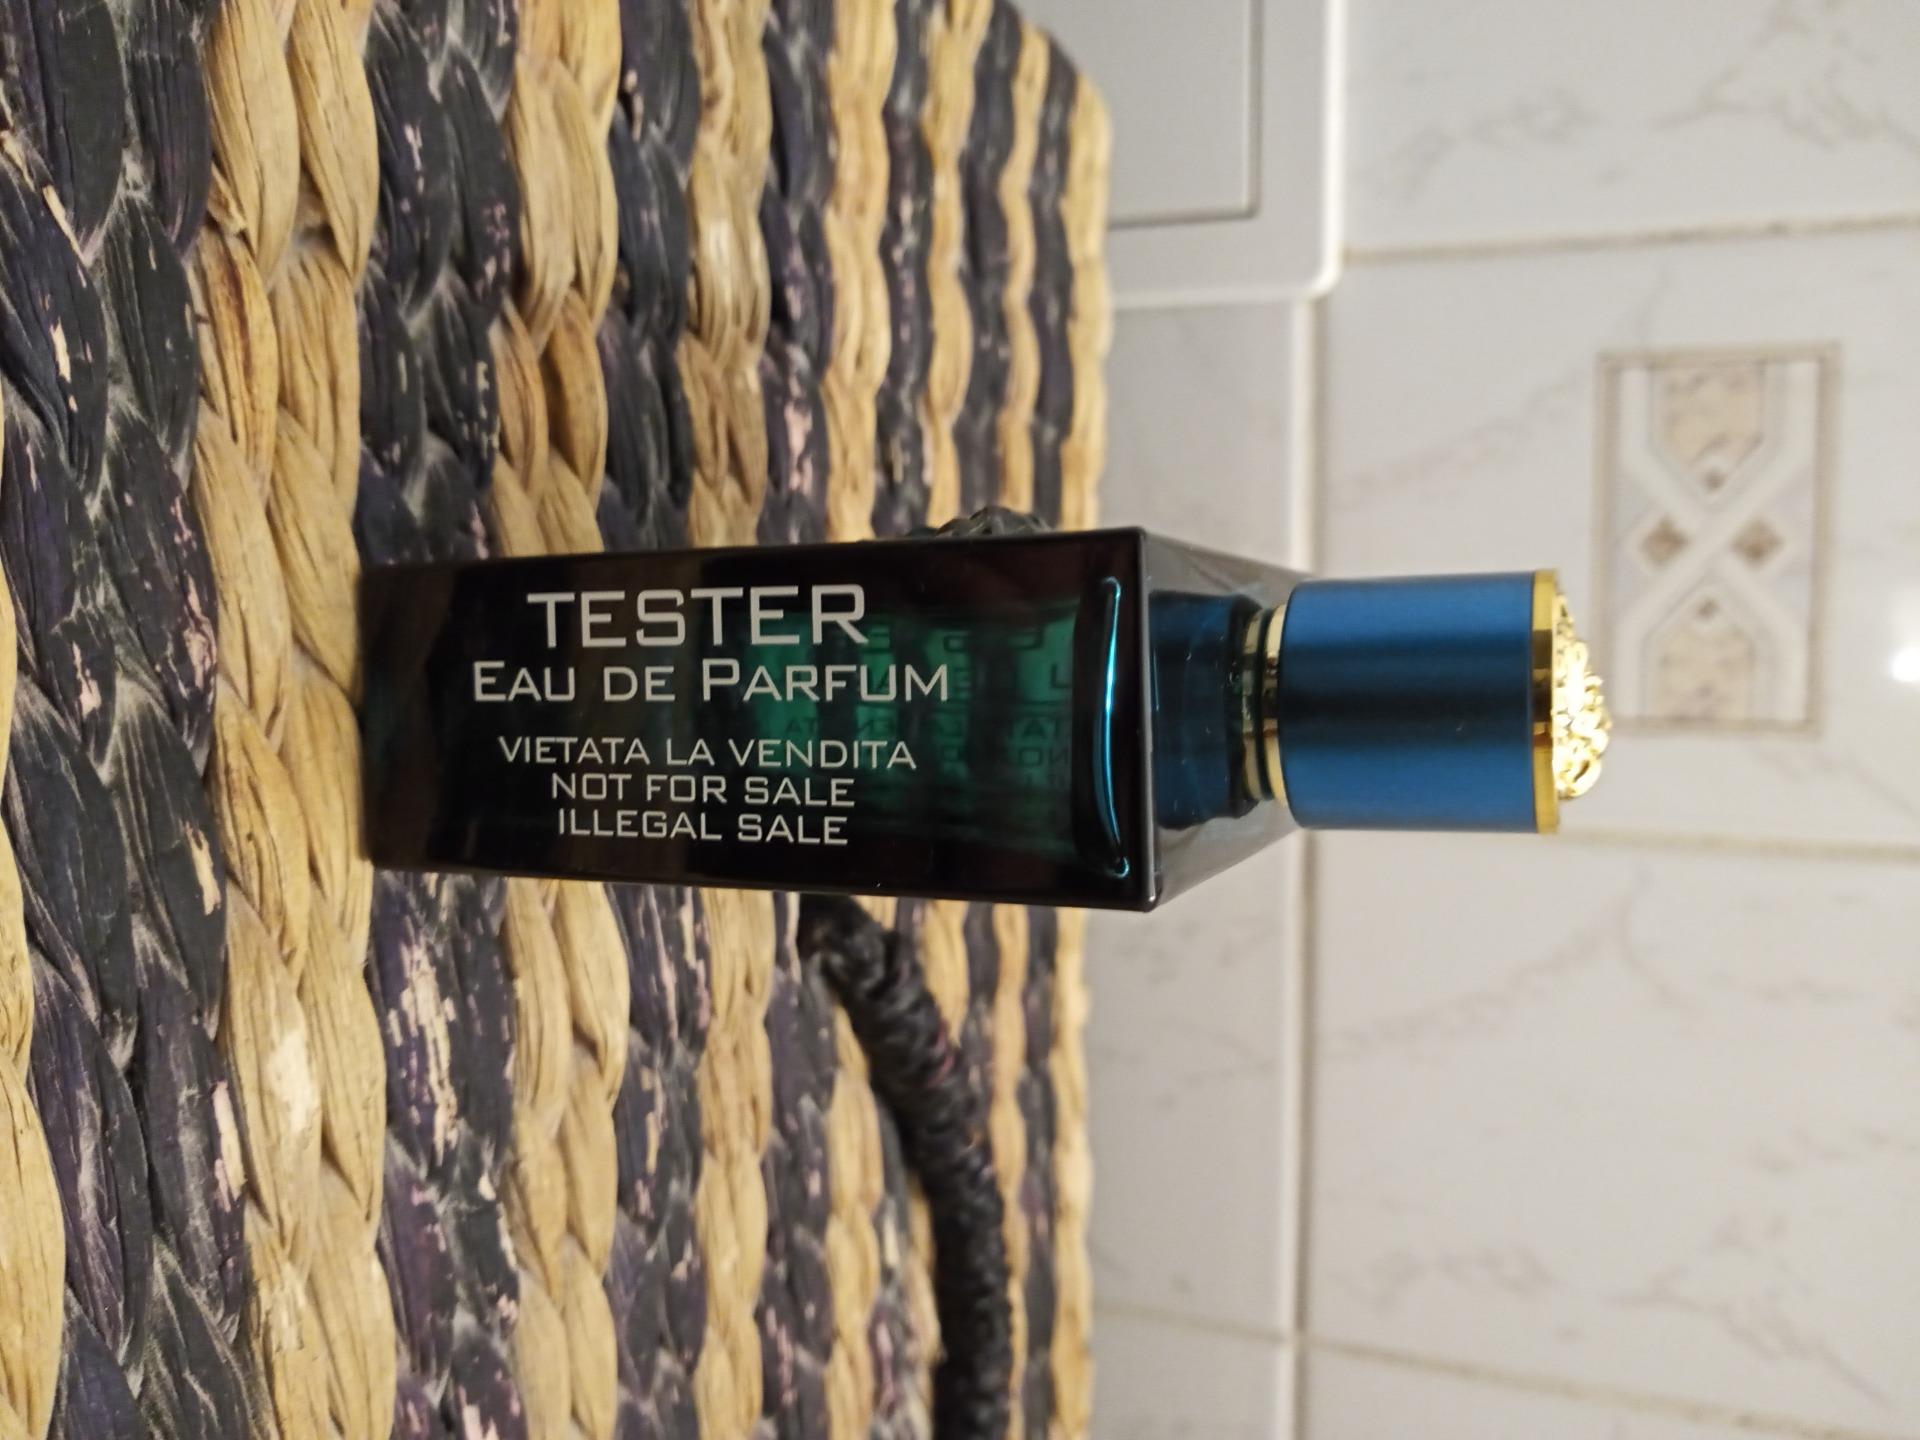 TESTER
EAU DE PARFUM
VIETATA LA VENDITA
NOT FOR SALE
ILLEGAL SALE